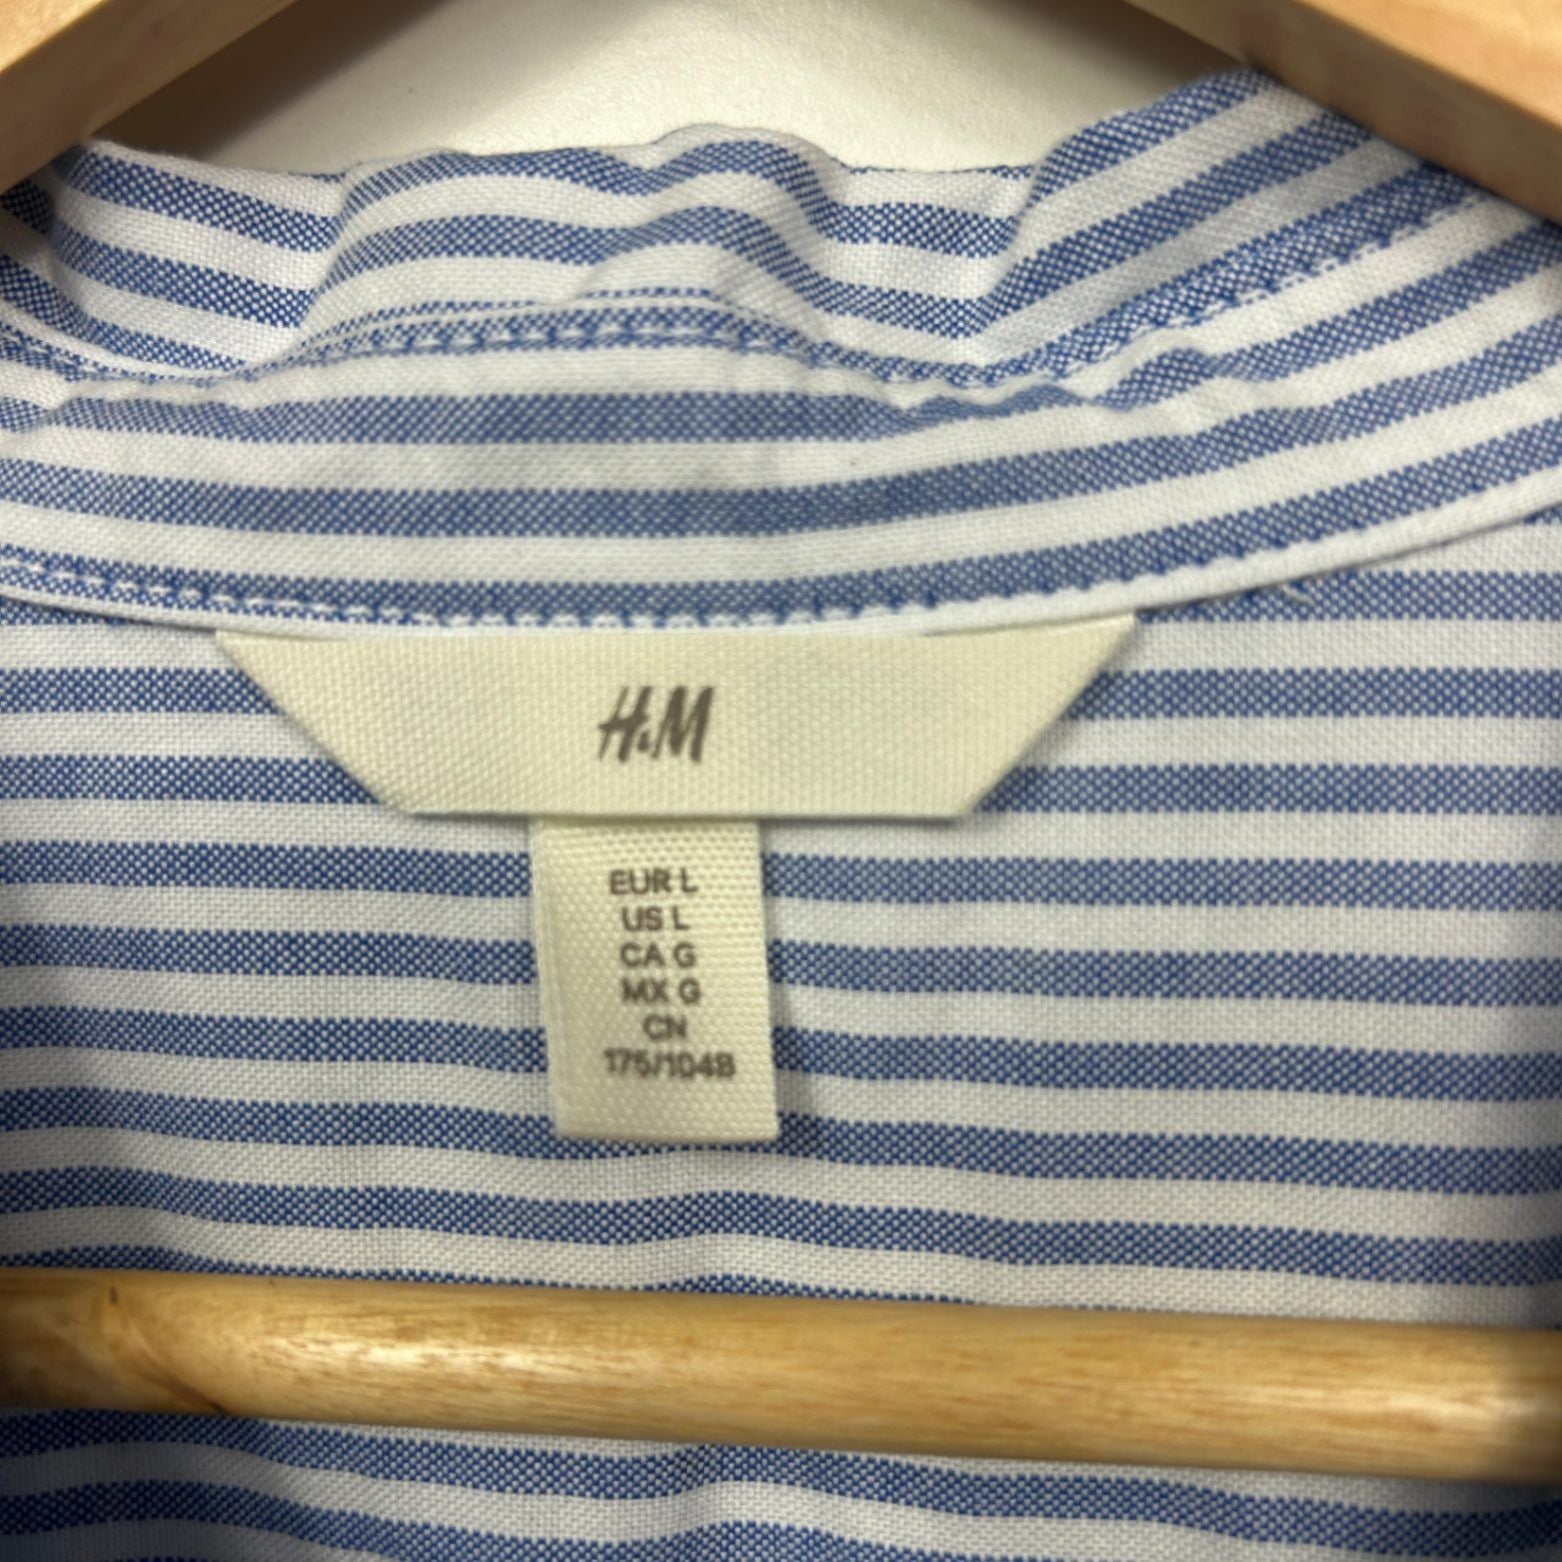 H&M
EUR L
US L
CA G
MX G
CN
175/104B